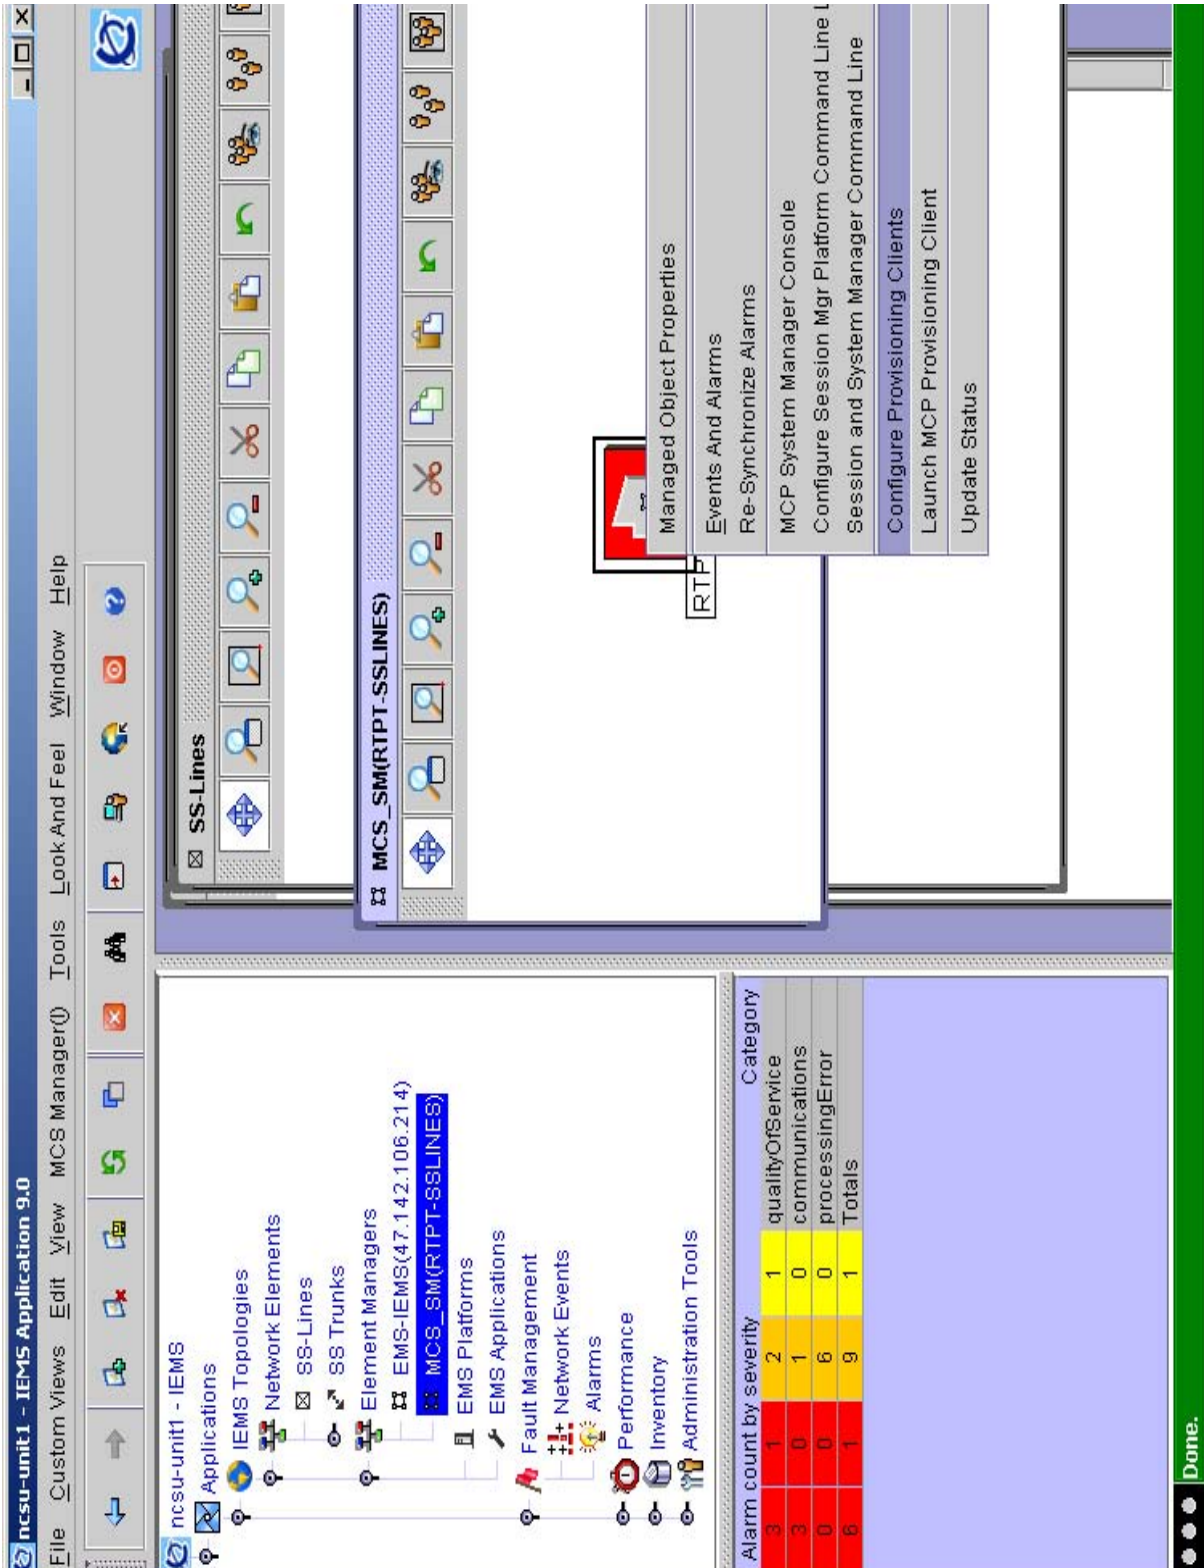 ncsu-unit1 - IEMS Application 9.0
File Custom Views Edit View MCS Manager(I) Tools Look And Feel Window Help
ncsu-unit1 - IEMS
Applications
IEMS Topologies
Network Elements
SS-Lines
SS Trunks
Element Managers
EMS-IEMS(47.142.106.214)
MCS_SM(RTPT-SSLINES)
EMS Platforms
EMS Applications
Fault Management
Network Events
Alarms
Performance
Inventory
Administration Tools
Alarm count by severity Category
3 1 2 1 qualityOfService
3 0 1 0 communications
0 0 6 0 processingError
6 1 9 1 Totals
SS-Lines
MCS_SM(RTPT-SSLINES)
RTP
Managed Object Properties
Events And Alarms
Re-Synchronize Alarms
MCP System Manager Console
Configure Session Mgr Platform Command Line
Session and System Manager Command Line
Configure Provisioning Clients
Launch MCP Provisioning Client
Update Status
Done.